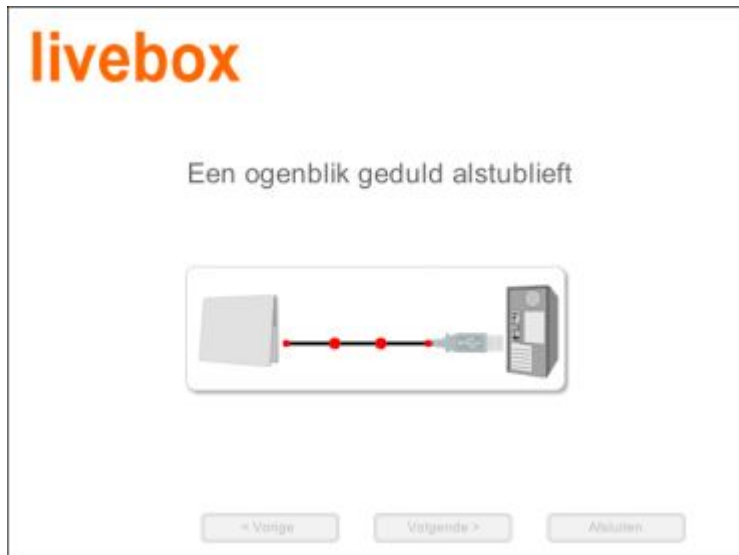 livebox
Een ogenblik geduld alstublieft
< Vorige
Volgende >
Afsluiten